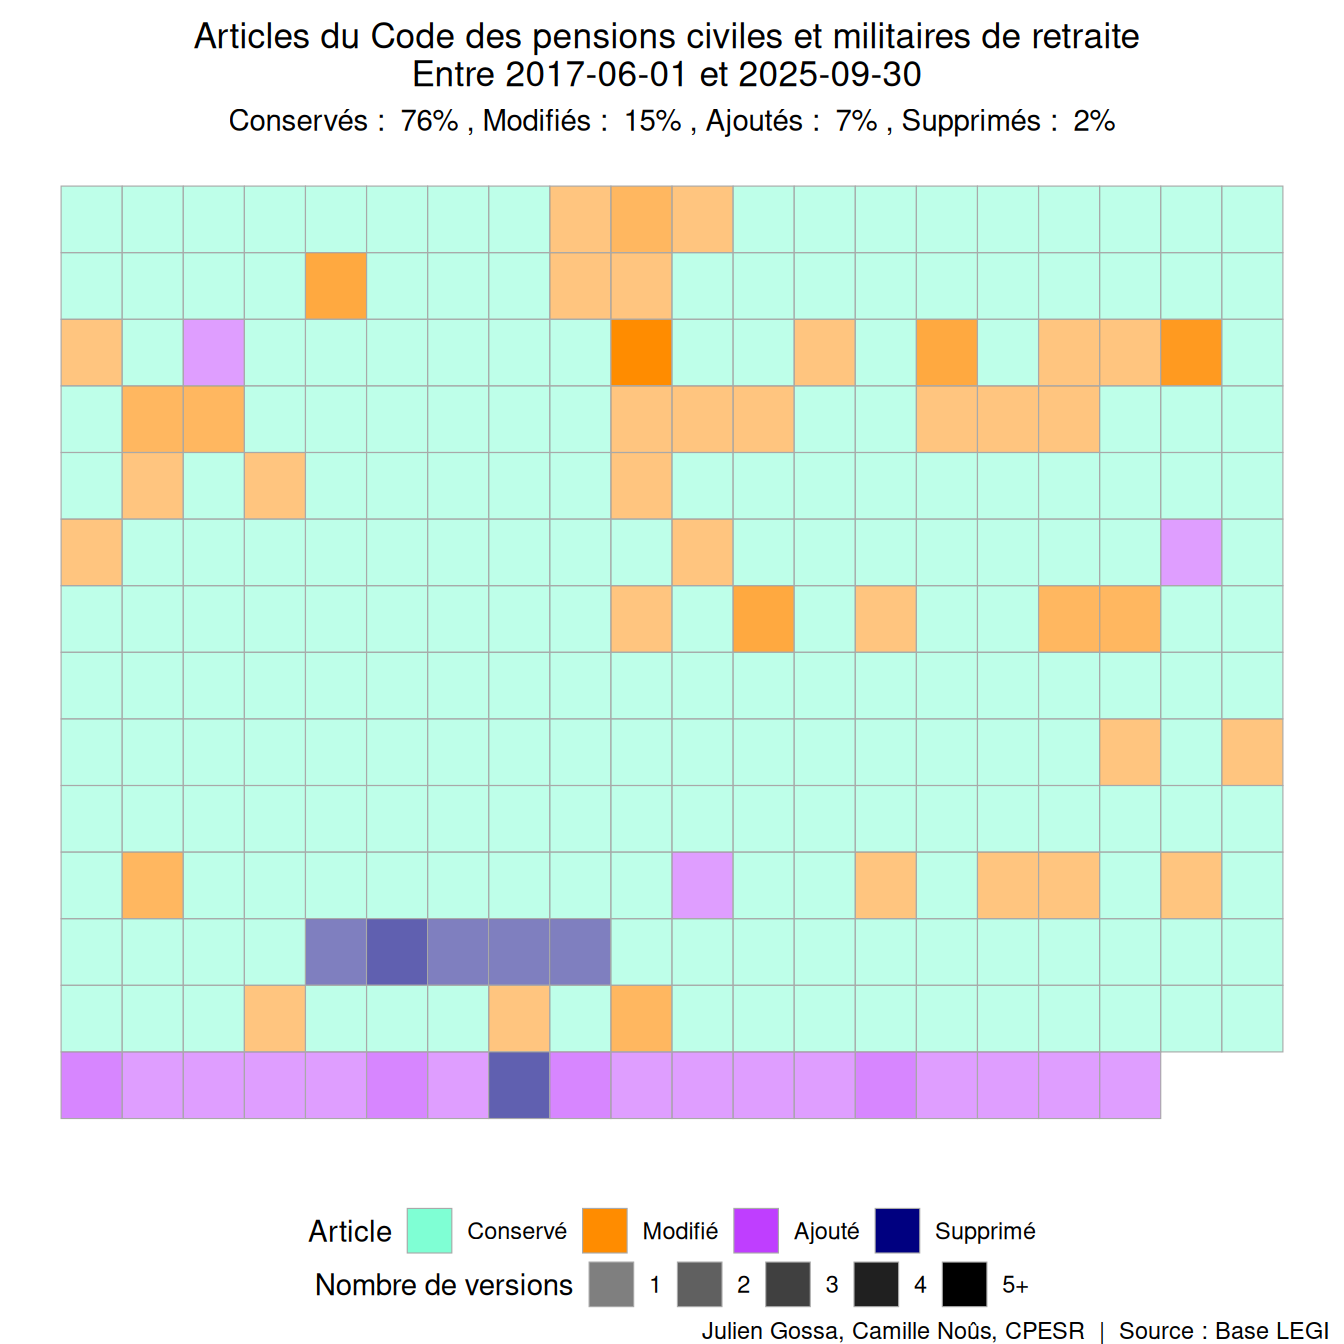 Articles du Code des pensions civiles et militaires de retraite
Entre 2017-06-01 et 2025-09-30
Conservés :  76% , Modifiés :  15% , Ajoutés :  7% , Supprimés :  2%
Article Conservé Modifié Ajouté Supprimé
Nombre de versions 1 2 3 4 5+
Julien Gossa, Camille Noûs, CPESR | Source : Base LEGI